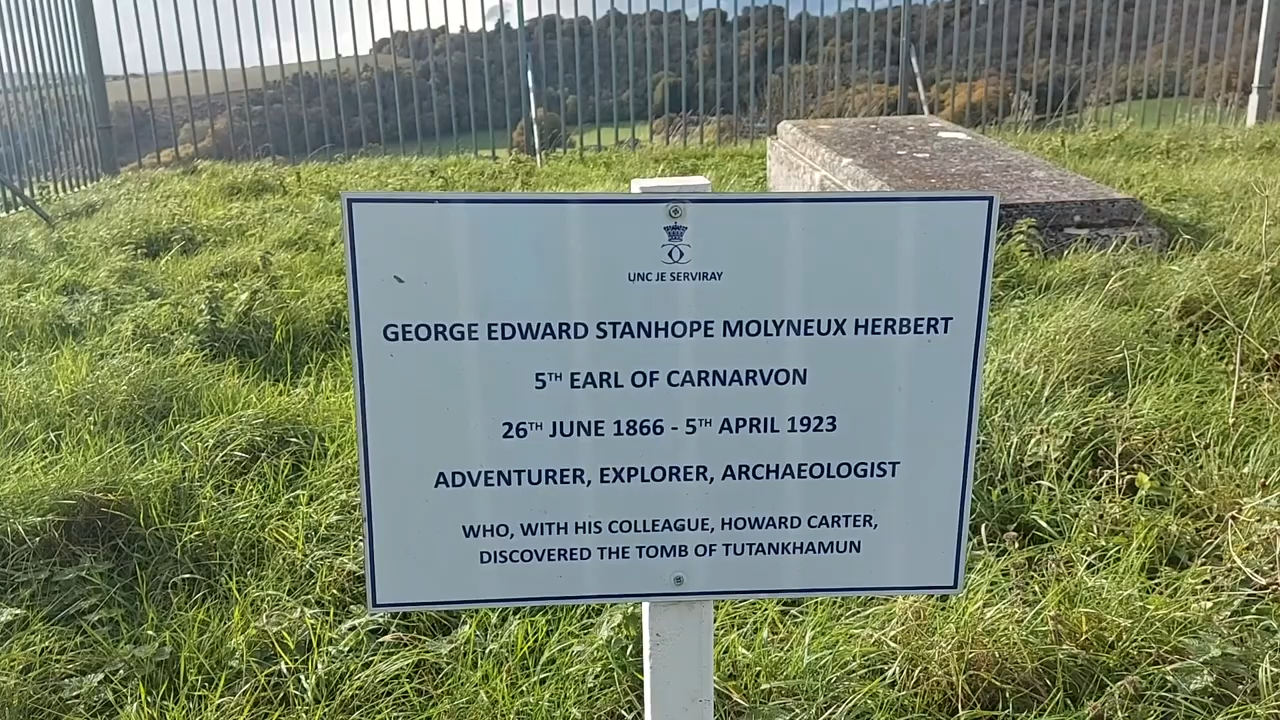 UNC JE SERVIRAY
GEORGE EDWARD STANHOPE MOLYNEUX HERBERT
5TH EARL OF CARNARVON
26TH JUNE 1866 - 5TH APRIL 1923
ADVENTURER, EXPLORER, ARCHAEOLOGIST
WHO, WITH HIS COLLEAGUE, HOWARD CARTER,
DISCOVERED THE TOMB OF TUTANKHAMUN